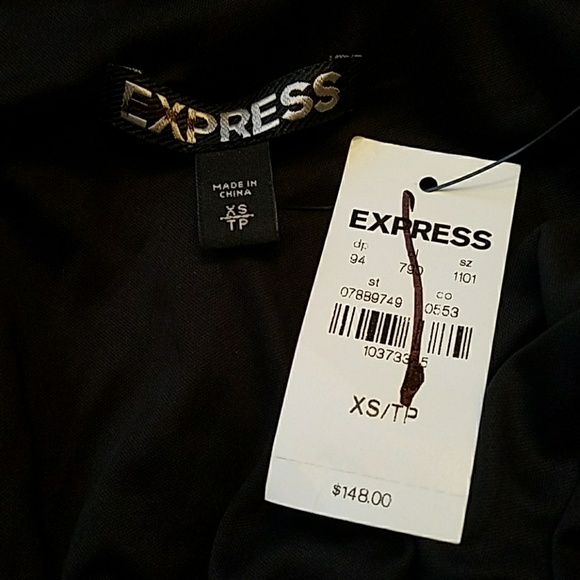 EXPRESS
MADE IN
CHINA
XS
TP
EXPRESS
dp sz
94 790 1101
st co
07889749 0553
XS/TP
$148.00